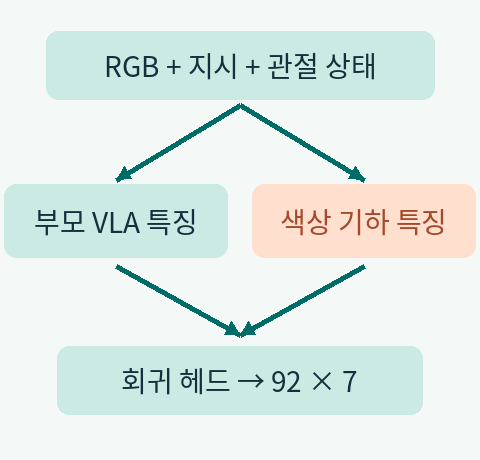 RGB + 지시 + 관절 상태
부모 VLA 특징
색상 기하 특징
회귀 헤드 → 92 × 7